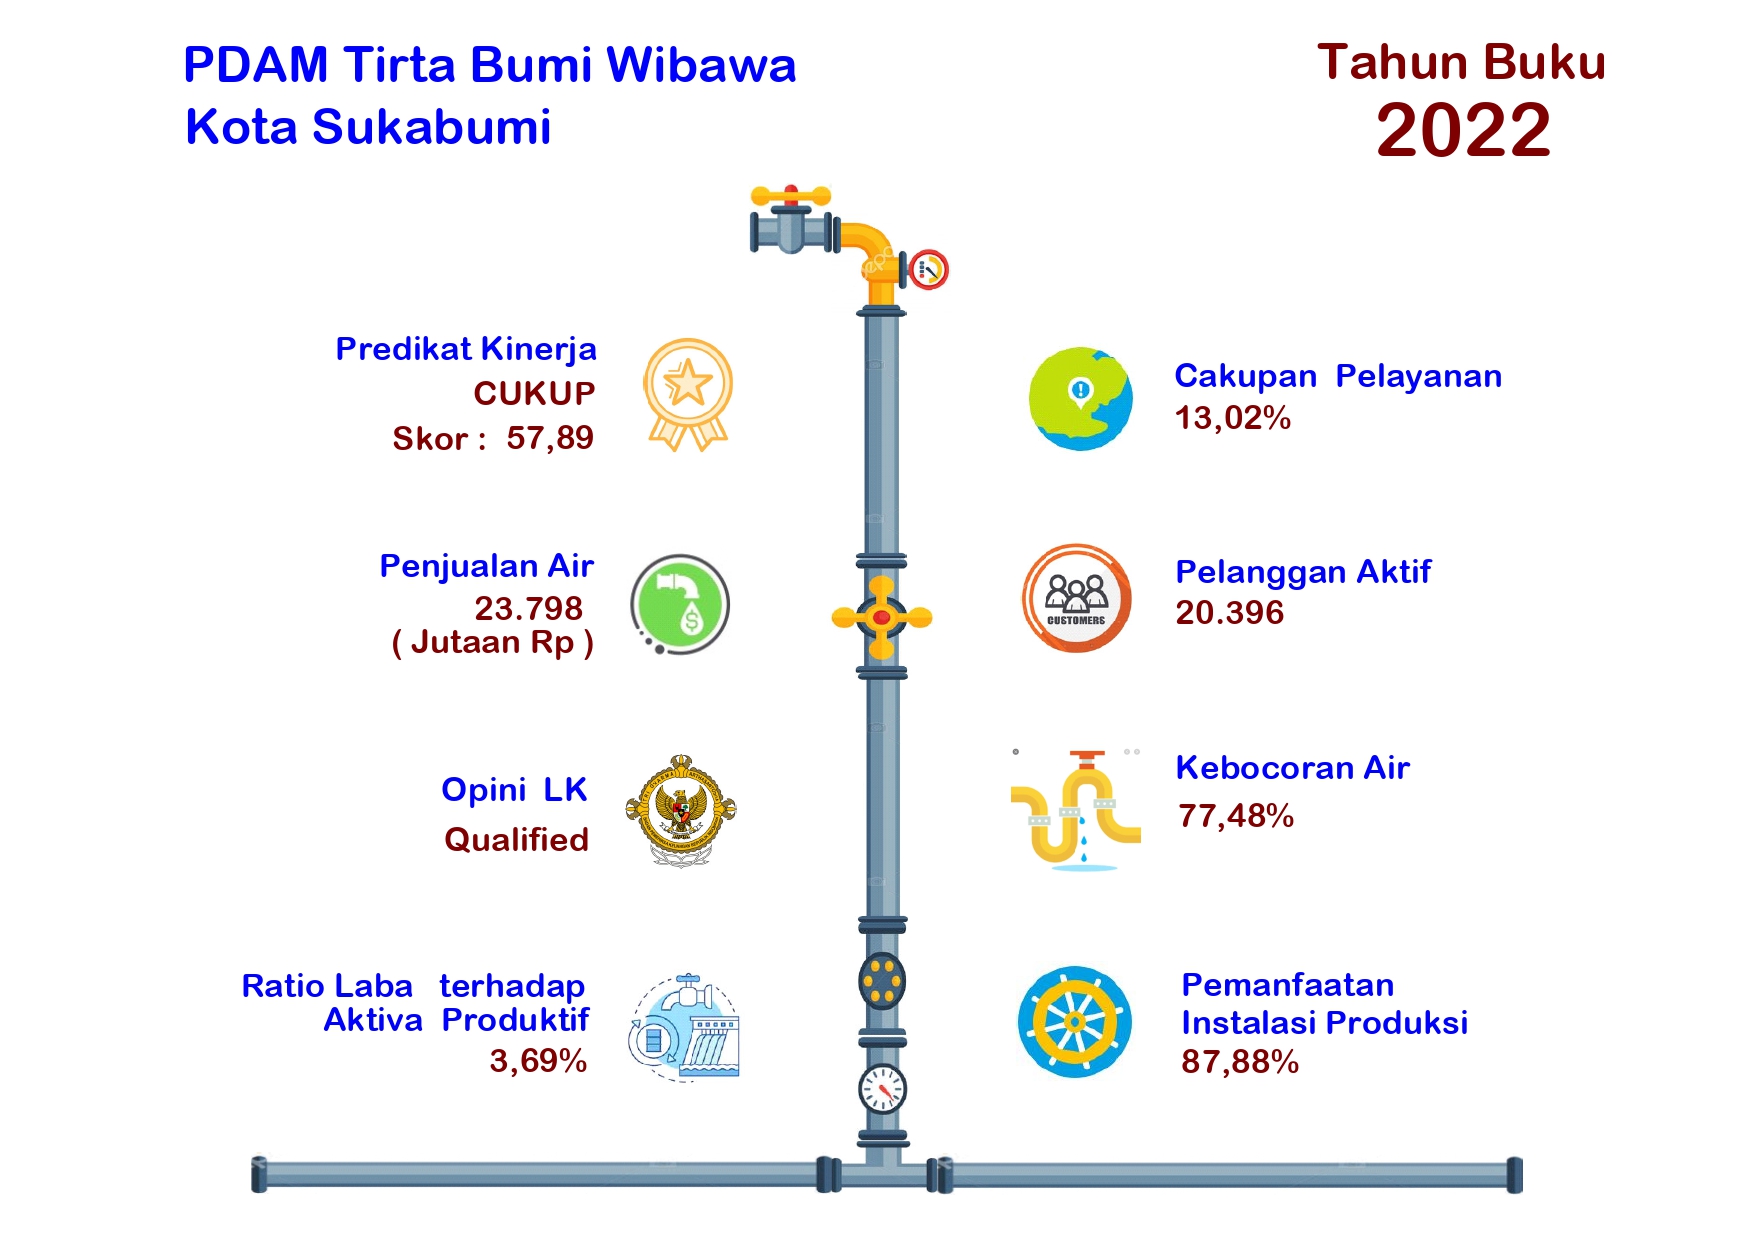 PDAM Tirta Bumi Wibawa
Kota Sukabumi
Tahun Buku
2022
Predikat Kinerja
CUKUP
Skor : 57,89
Penjualan Air
23.798
( Jutaan Rp )
Opini LK
Qualified
Ratio Laba terhadap
Aktiva Produktif
3,69%
Cakupan Pelayanan
13,02%
CUSTOMERS
Pelanggan Aktif
20.396
Kebocoran Air
77,48%
Pemanfaatan
Instalasi Produksi
87,88%